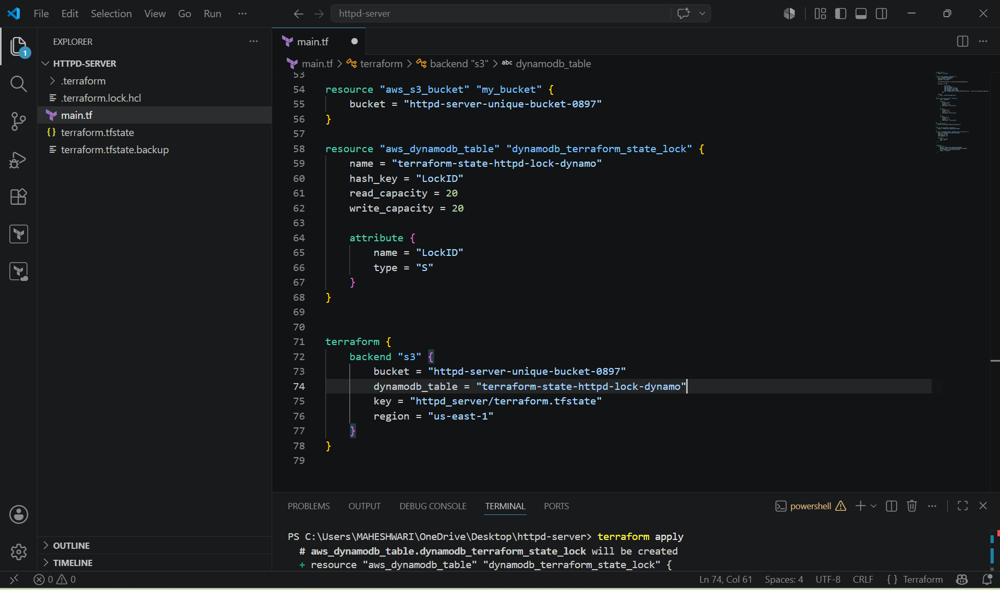 File Edit Selection View Go Run ···
httpd-server
EXPLORER
HTTPD-SERVER
.terraform
.terraform.lock.hcl
main.tf
terraform.tfstate
terraform.tfstate.backup
OUTLINE
TIMELINE
1
main.tf
main.tf > terraform > backend "s3" > abc dynamodb_table
53
54 resource "aws_s3_bucket" "my_bucket" {
55 bucket = "httpd-server-unique-bucket-0897"
56 }
57
58 resource "aws_dynamodb_table" "dynamodb_terraform_state_lock" {
59 name = "terraform-state-httpd-lock-dynamo"
60 hash_key = "LockID"
61 read_capacity = 20
62 write_capacity = 20
63
64 attribute {
65 name = "LockID"
66 type = "S"
67 }
68 }
69
70
71 terraform {
72 backend "s3" {
73 bucket = "httpd-server-unique-bucket-0897"
74 dynamodb_table = "terraform-state-httpd-lock-dynamo"
75 key = "httpd_server/terraform.tfstate"
76 region = "us-east-1"
77 }
78 }
79
PROBLEMS OUTPUT DEBUG CONSOLE TERMINAL PORTS
powershell
PS C:\Users\MAHESHWARI\OneDrive\Desktop\httpd-server> terraform apply
# aws_dynamodb_table.dynamodb_terraform_state_lock will be created
+ resource "aws_dynamodb_table" "dynamodb_terraform_state_lock" {
0 0
Ln 74, Col 61 Spaces: 4 UTF-8 CRLF { } Terraform